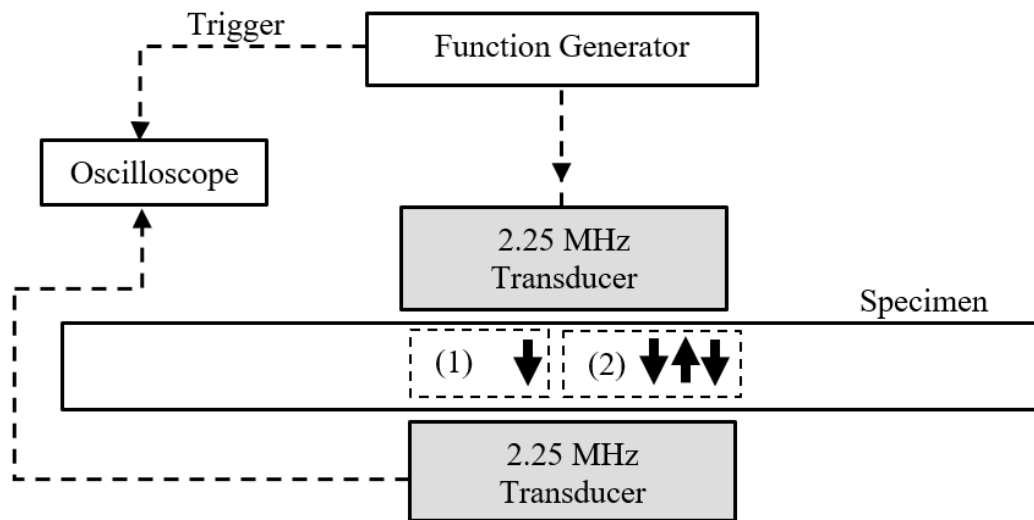 Trigger
Function Generator
Oscilloscope
2.25 MHz
Transducer
Specimen
(1)
(2)
2.25 MHz
Transducer